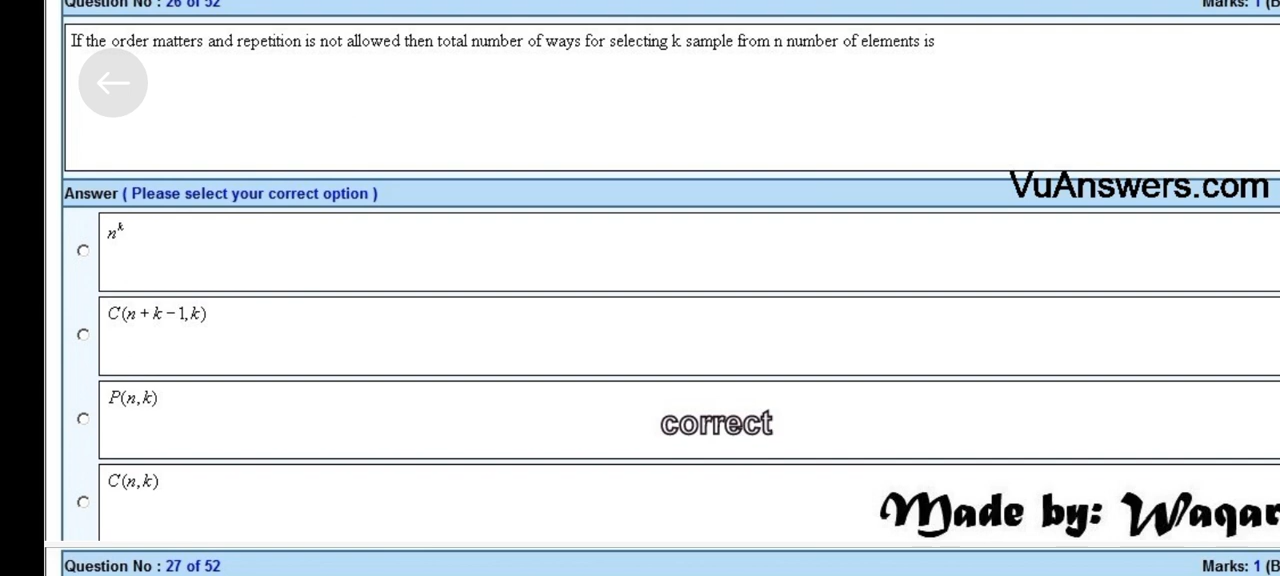 Question No : 26 of 52 Marks: 1 (B
If the order matters and repetition is not allowed then total number of ways for selecting k sample from n number of elements is
Answer ( Please select your correct option )
VuAnswers.com
n^k
C(n + k − 1, k)
P(n, k)
correct
C(n, k)
Made by: Waqar
Question No : 27 of 52 Marks: 1 (B